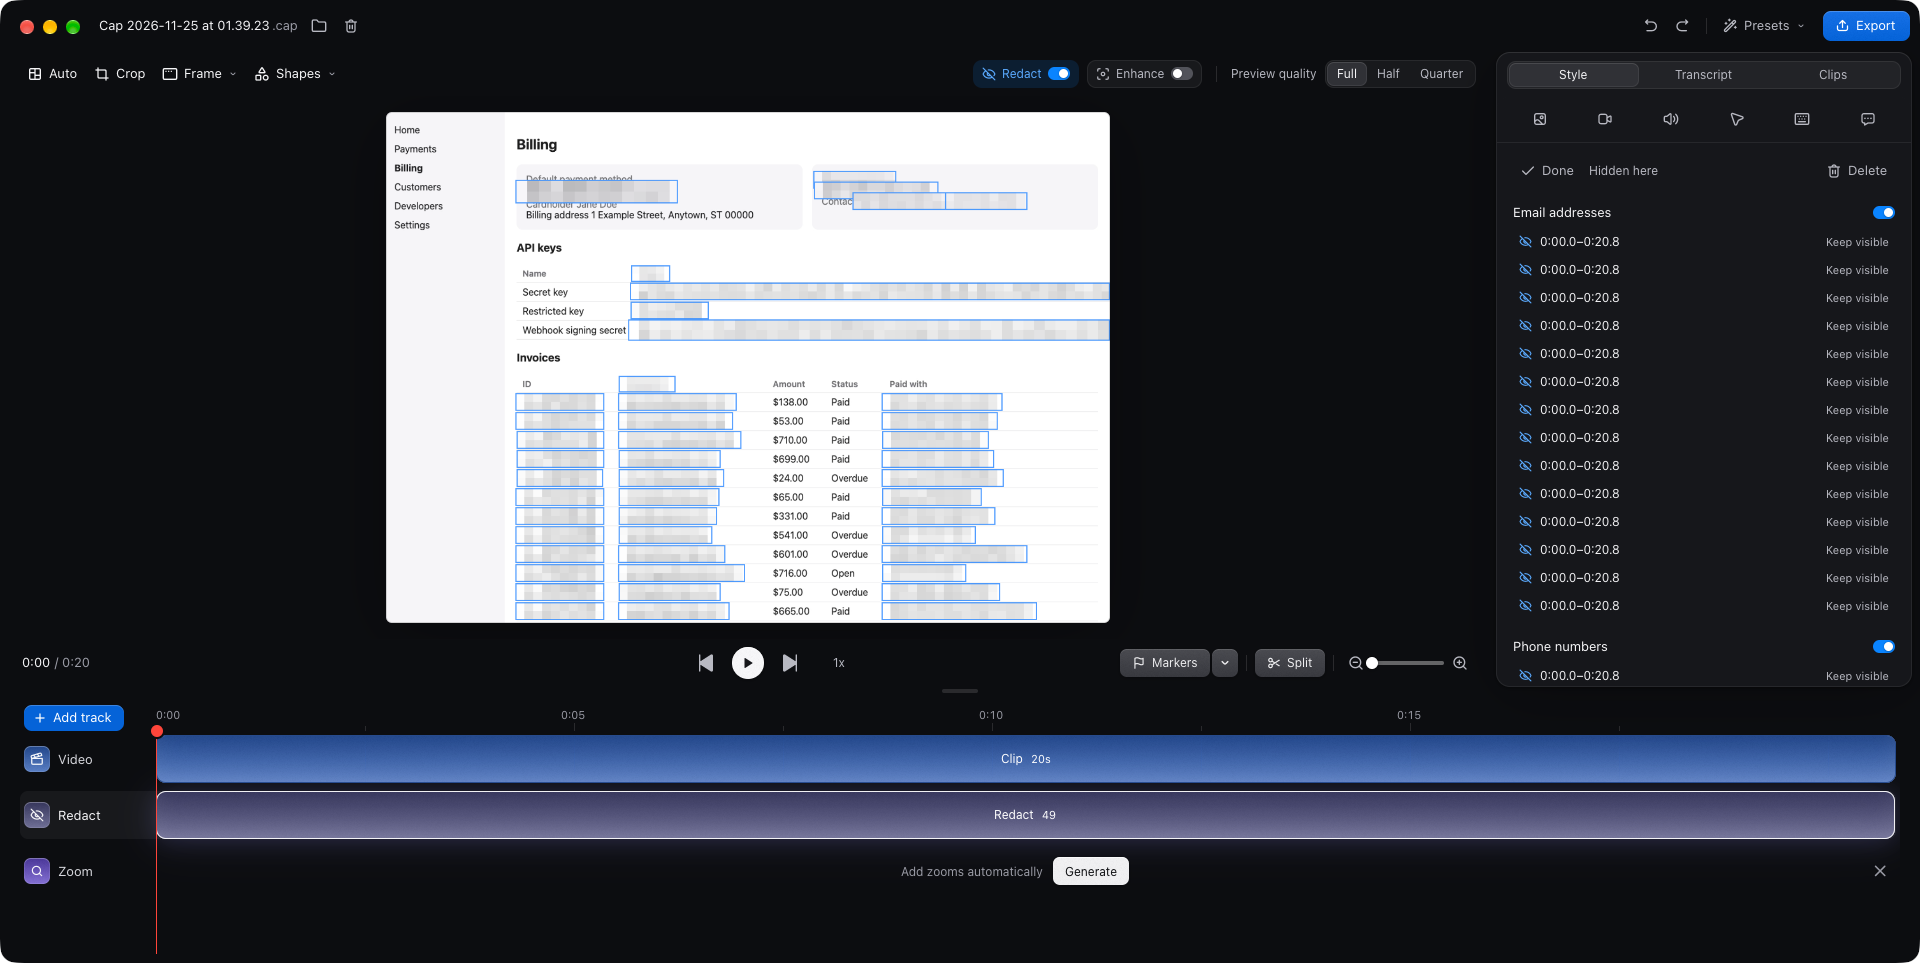 Cap 2026-11-25 at 01.39.23 .cap
Presets
Export
Auto
Crop
Frame
Shapes
Redact
Enhance
Preview quality
Full
Half
Quarter
Style
Transcript
Clips
Home
Payments
Billing
Customers
Developers
Settings
Billing
Default payment method
Cardholder Jane Doe
Billing address 1 Example Street, Anytown, ST 00000
Contac
API keys
Name
Secret key
Restricted key
Webhook signing secret
Invoices
ID Amount Status Paid with
$138.00 Paid
$53.00 Paid
$710.00 Paid
$699.00 Paid
$24.00 Overdue
$65.00 Paid
$331.00 Paid
$541.00 Overdue
$601.00 Overdue
$716.00 Open
$75.00 Overdue
$665.00 Paid
Done Hidden here Delete
Email addresses
0:00.0–0:20.8 Keep visible
0:00.0–0:20.8 Keep visible
0:00.0–0:20.8 Keep visible
0:00.0–0:20.8 Keep visible
0:00.0–0:20.8 Keep visible
0:00.0–0:20.8 Keep visible
0:00.0–0:20.8 Keep visible
0:00.0–0:20.8 Keep visible
0:00.0–0:20.8 Keep visible
0:00.0–0:20.8 Keep visible
0:00.0–0:20.8 Keep visible
0:00.0–0:20.8 Keep visible
0:00.0–0:20.8 Keep visible
0:00.0–0:20.8 Keep visible
Phone numbers
0:00.0–0:20.8 Keep visible
0:00 / 0:20
1x
Markers
Split
Add track
0:00 0:05 0:10 0:15
Video
Clip 20s
Redact
Redact 49
Zoom
Add zooms automatically Generate